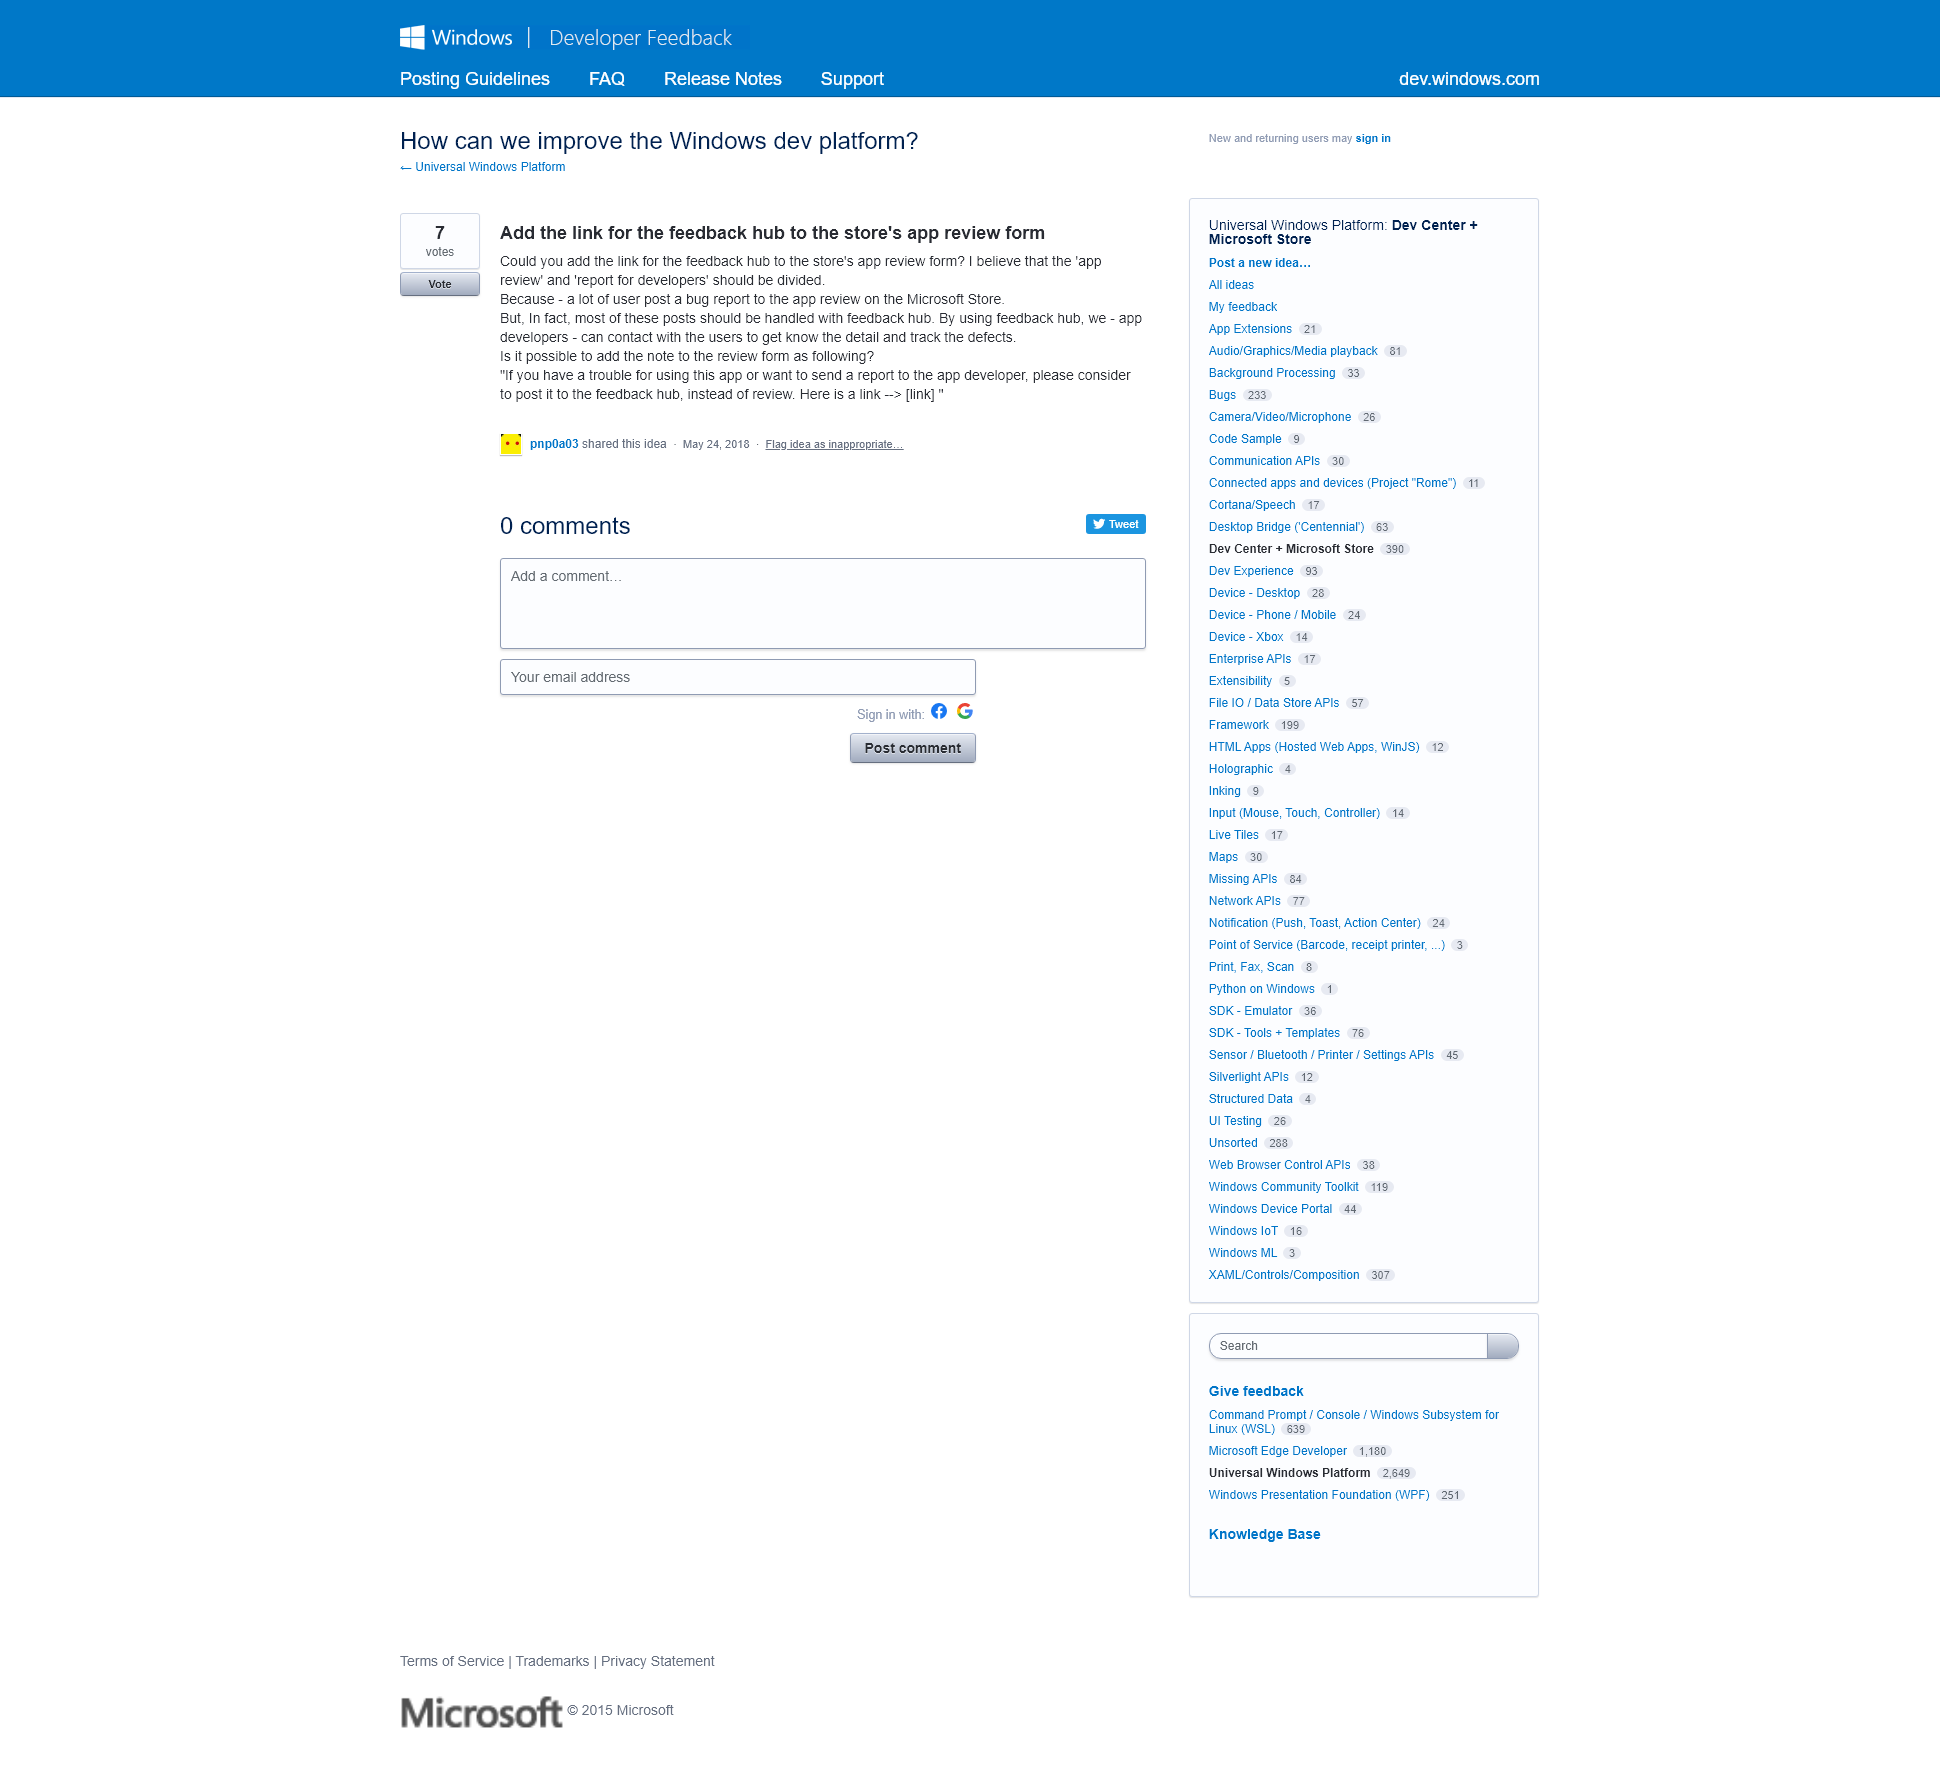 Windows | Developer Feedback
Posting Guidelines FAQ Release Notes Support dev.windows.com
How can we improve the Windows dev platform?
← Universal Windows Platform
New and returning users may sign in
7
votes
Vote
Add the link for the feedback hub to the store's app review form
Could you add the link for the feedback hub to the store's app review form? I believe that the 'app
review' and 'report for developers' should be divided.
Because - a lot of user post a bug report to the app review on the Microsoft Store.
But, In fact, most of these posts should be handled with feedback hub. By using feedback hub, we - app
developers - can contact with the users to get know the detail and track the defects.
Is it possible to add the note to the review form as following?
"If you have a trouble for using this app or want to send a report to the app developer, please consider
to post it to the feedback hub, instead of review. Here is a link --> [link] "
pnp0a03 shared this idea · May 24, 2018 · Flag idea as inappropriate…
0 comments
Tweet
Add a comment…
Your email address
Sign in with:
Post comment
Universal Windows Platform: Dev Center +
Microsoft Store
Post a new idea…
All ideas
My feedback
App Extensions 21
Audio/Graphics/Media playback 81
Background Processing 33
Bugs 233
Camera/Video/Microphone 26
Code Sample 9
Communication APIs 30
Connected apps and devices (Project "Rome") 11
Cortana/Speech 17
Desktop Bridge ('Centennial') 63
Dev Center + Microsoft Store 390
Dev Experience 93
Device - Desktop 28
Device - Phone / Mobile 24
Device - Xbox 14
Enterprise APIs 17
Extensibility 5
File IO / Data Store APIs 57
Framework 199
HTML Apps (Hosted Web Apps, WinJS) 12
Holographic 4
Inking 9
Input (Mouse, Touch, Controller) 14
Live Tiles 17
Maps 30
Missing APIs 84
Network APIs 77
Notification (Push, Toast, Action Center) 24
Point of Service (Barcode, receipt printer, ...) 3
Print, Fax, Scan 8
Python on Windows 1
SDK - Emulator 36
SDK - Tools + Templates 76
Sensor / Bluetooth / Printer / Settings APIs 45
Silverlight APIs 12
Structured Data 4
UI Testing 26
Unsorted 288
Web Browser Control APIs 38
Windows Community Toolkit 119
Windows Device Portal 44
Windows IoT 16
Windows ML 3
XAML/Controls/Composition 307
Search
Give feedback
Command Prompt / Console / Windows Subsystem for
Linux (WSL) 639
Microsoft Edge Developer 1,180
Universal Windows Platform 2,649
Windows Presentation Foundation (WPF) 251
Knowledge Base
Terms of Service | Trademarks | Privacy Statement
Microsoft © 2015 Microsoft